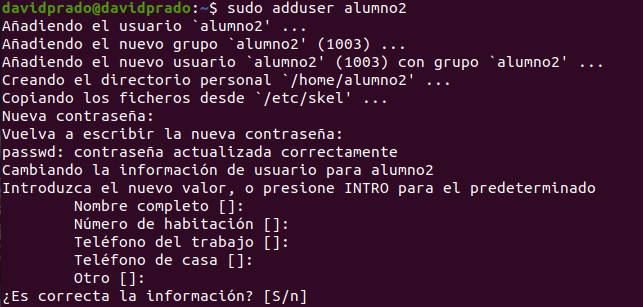 davidprado@davidprado:~$ sudo adduser alumno2
Añadiendo el usuario `alumno2' ...
Añadiendo el nuevo grupo `alumno2' (1003) ...
Añadiendo el nuevo usuario `alumno2' (1003) con grupo `alumno2' ...
Creando el directorio personal `/home/alumno2' ...
Copiando los ficheros desde `/etc/skel' ...
Nueva contraseña:
Vuelva a escribir la nueva contraseña:
passwd: contraseña actualizada correctamente
Cambiando la información de usuario para alumno2
Introduzca el nuevo valor, o presione INTRO para el predeterminado
        Nombre completo []:
        Número de habitación []:
        Teléfono del trabajo []:
        Teléfono de casa []:
        Otro []:
¿Es correcta la información? [S/n]